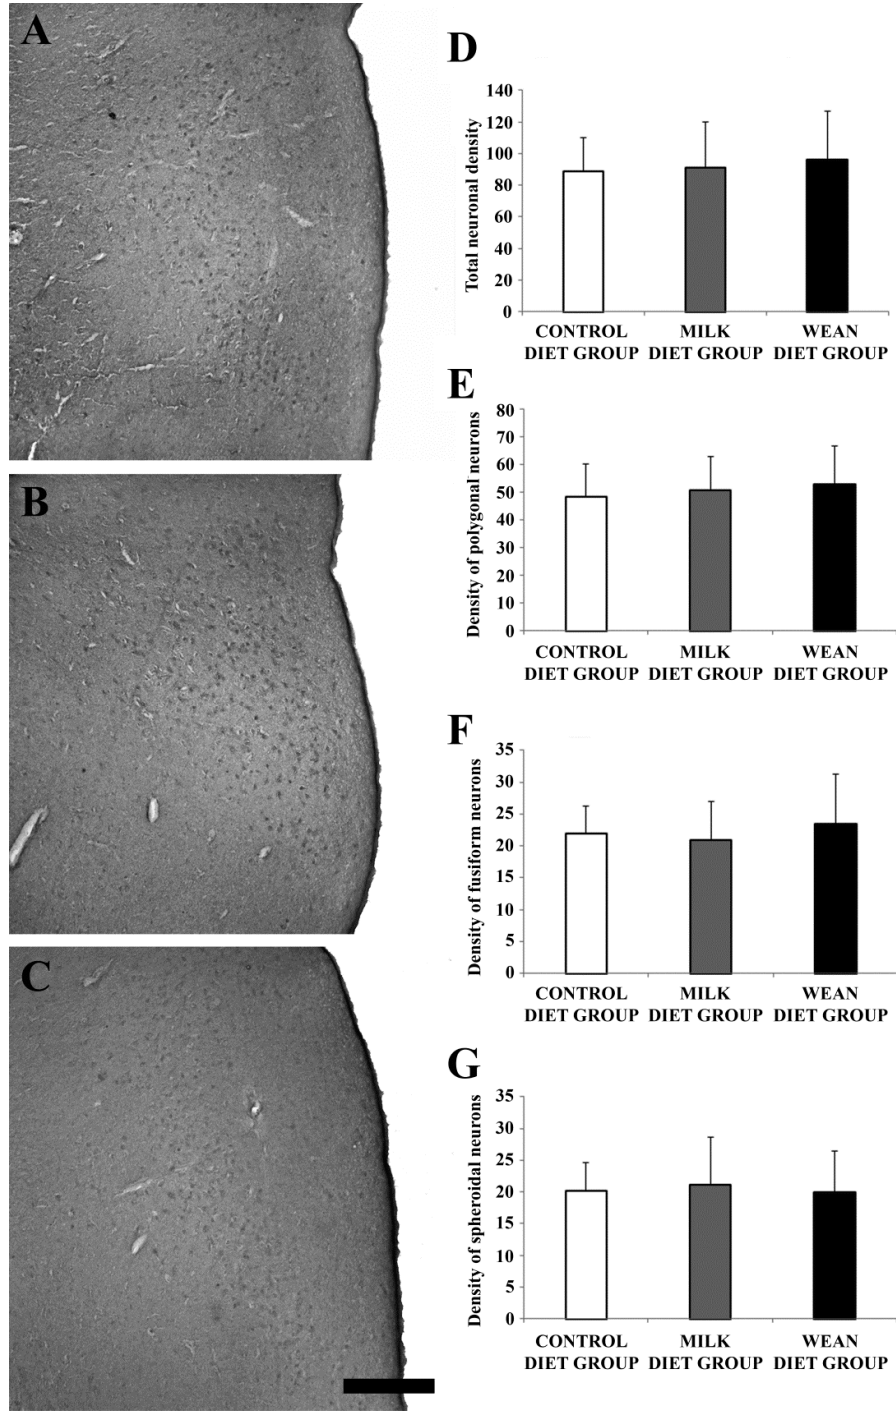 A
B
C
D
Total neuronal density
140
120
100
80
60
40
20
0
CONTROL DIET GROUP
MILK DIET GROUP
WEAN DIET GROUP
E
Density of polygonal neurons
80
70
60
50
40
30
20
10
0
CONTROL DIET GROUP
MILK DIET GROUP
WEAN DIET GROUP
F
Density of fusiform neurons
35
30
25
20
15
10
5
0
CONTROL DIET GROUP
MILK DIET GROUP
WEAN DIET GROUP
G
Density of spheroidal neurons
35
30
25
20
15
10
5
0
CONTROL DIET GROUP
MILK DIET GROUP
WEAN DIET GROUP